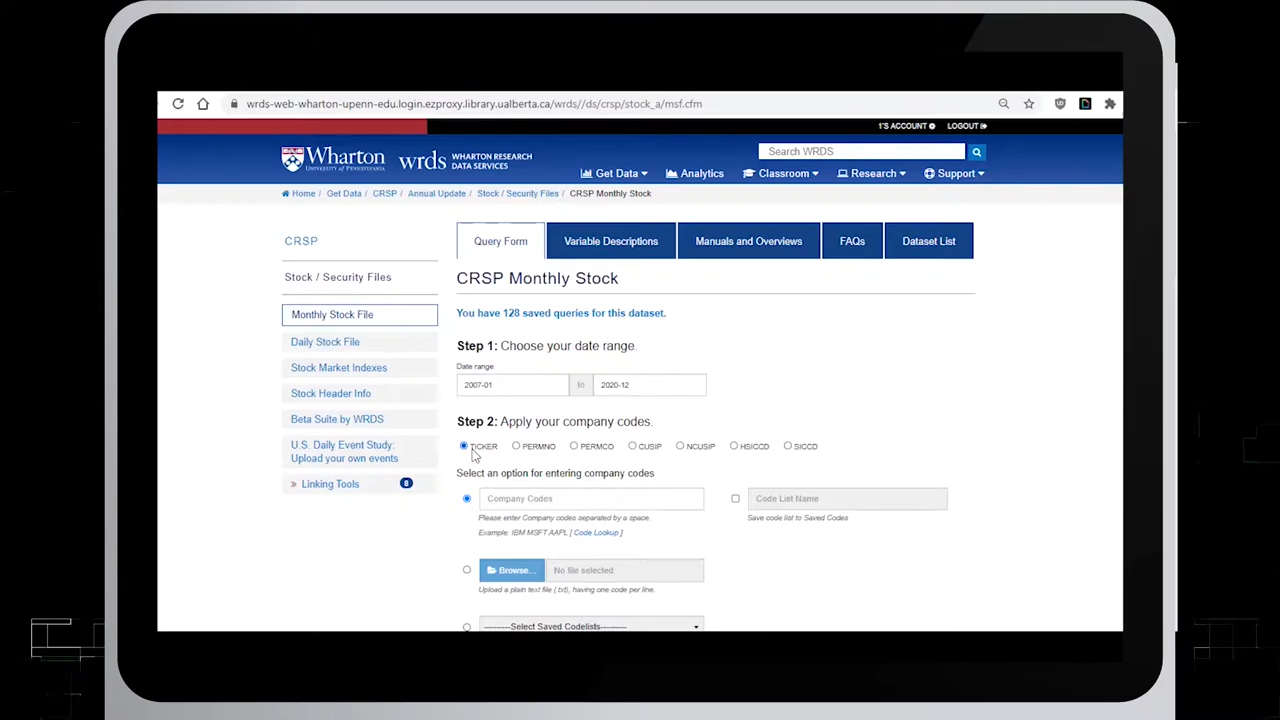 wrds-web-wharton-upenn-edu.login.ezproxy.library.ualberta.ca/wrds//ds/crsp/stock_a/msf.cfm
1'S ACCOUNT LOGOUT
Wharton UNIVERSITY of PENNSYLVANIA wrds WHARTON RESEARCH DATA SERVICES
Search WRDS
Get Data Analytics Classroom Research Support
Home / Get Data / CRSP / Annual Update / Stock / Security Files / CRSP Monthly Stock
CRSP
Stock / Security Files
Monthly Stock File
Daily Stock File
Stock Market Indexes
Stock Header Info
Beta Suite by WRDS
U.S. Daily Event Study:
Upload your own events
» Linking Tools 8
Query Form Variable Descriptions Manuals and Overviews FAQs Dataset List
CRSP Monthly Stock
You have 128 saved queries for this dataset.
Step 1: Choose your date range.
Date range
2007-01 to 2020-12
Step 2: Apply your company codes.
TICKER PERMNO PERMCO CUSIP NCUSIP HSICCD SICCD
Select an option for entering company codes
Company Codes Code List Name
Please enter Company codes separated by a space. Save code list to Saved Codes
Example: IBM MSFT AAPL [ Code Lookup ]
Browse... No file selected
Upload a plain text file (.txt), having one code per line.
---------Select Saved Codelists---------